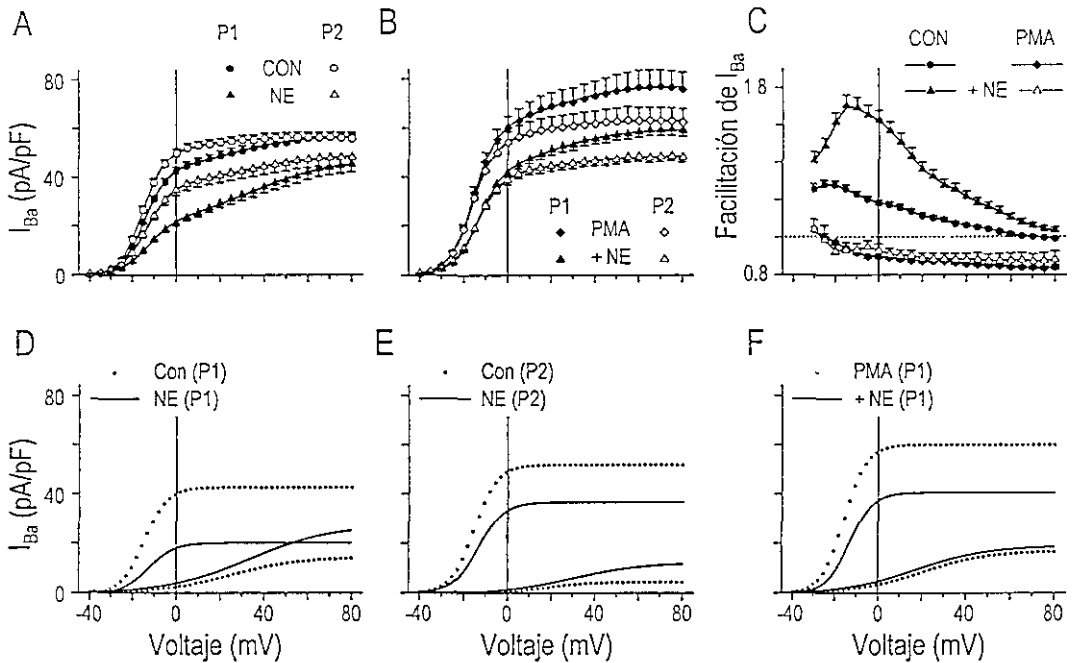 A
P1 P2
CON
NE
80
40
0
I_Ba (pA/pF)
B
P1 P2
PMA
+ NE
C
CON PMA
+ NE
1.8
0.8
Facilitación de I_Ba
D
Con (P1)
NE (P1)
80
40
0
I_Ba (pA/pF)
-40 0 40 80
Voltaje (mV)
E
Con (P2)
NE (P2)
-40 0 40 80
Voltaje (mV)
F
PMA (P1)
+ NE (P1)
-40 0 40 80
Voltaje (mV)